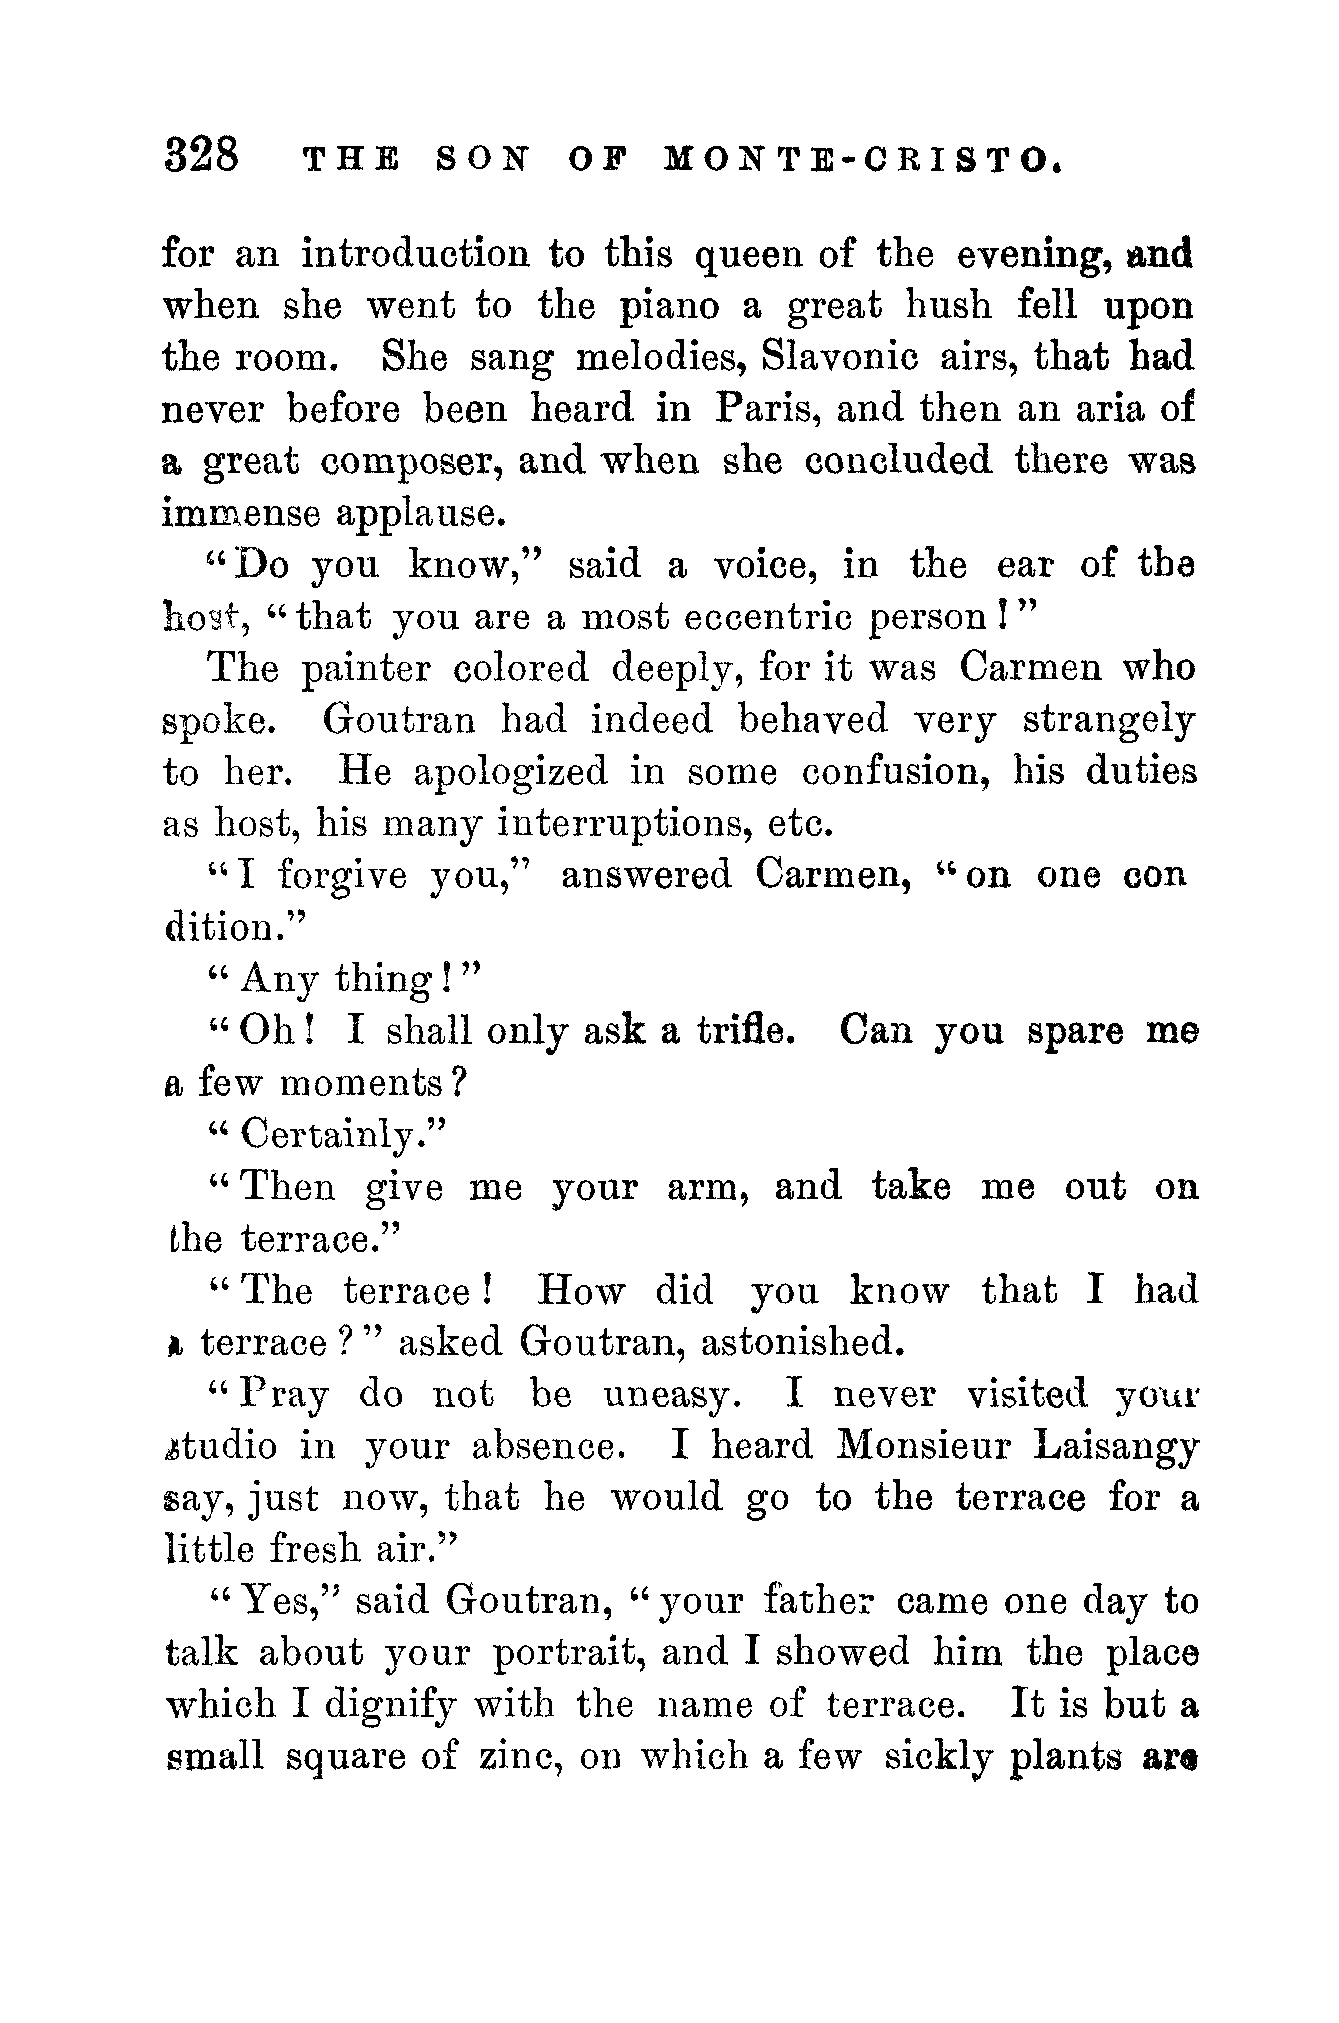 328 THE SON OF MONTE-CRISTO.
for an introduction to this queen of the evening, and
when she went to the piano a great hush fell upon
the room. She sang melodies, Slavonic airs, that had
never before been heard in Paris, and then an aria of
a great composer, and when she concluded there was
immense applause.
"Do you know," said a voice, in the ear of the
host, "that you are a most eccentric person!"
The painter colored deeply, for it was Carmen who
spoke. Goutran had indeed behaved very strangely
to her. He apologized in some confusion, his duties
as host, his many interruptions, etc.
"I forgive you," answered Carmen, "on one con
dition."
"Any thing!"
"Oh! I shall only ask a trifle. Can you spare me
a few moments?
"Certainly."
"Then give me your arm, and take me out on
the terrace."
"The terrace! How did you know that I had
a terrace?" asked Goutran, astonished.
"Pray do not be uneasy. I never visited your
studio in your absence. I heard Monsieur Laisangy
say, just now, that he would go to the terrace for a
little fresh air."
"Yes," said Goutran, "your father came one day to
talk about your portrait, and I showed him the place
which I dignify with the name of terrace. It is but a
small square of zinc, on which a few sickly plants are